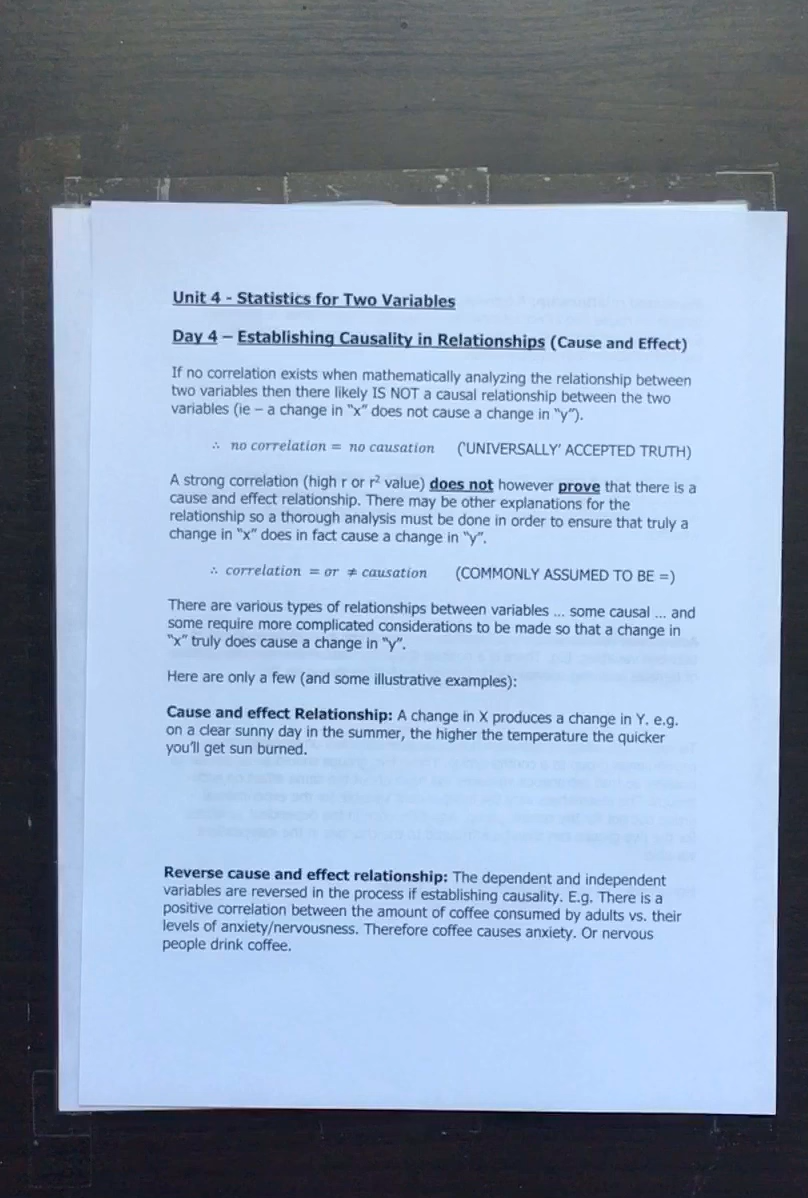 Unit 4 - Statistics for Two Variables
Day 4 – Establishing Causality in Relationships (Cause and Effect)
If no correlation exists when mathematically analyzing the relationship between
two variables then there likely IS NOT a causal relationship between the two
variables (ie – a change in "x" does not cause a change in "y").
∴ no correlation = no causation ('UNIVERSALLY' ACCEPTED TRUTH)
A strong correlation (high r or r² value) does not however prove that there is a
cause and effect relationship. There may be other explanations for the
relationship so a thorough analysis must be done in order to ensure that truly a
change in "x" does in fact cause a change in "y".
∴ correlation = or ≠ causation (COMMONLY ASSUMED TO BE =)
There are various types of relationships between variables ... some causal ... and
some require more complicated considerations to be made so that a change in
"x" truly does cause a change in "y".
Here are only a few (and some illustrative examples):
Cause and effect Relationship: A change in X produces a change in Y. e.g.
on a clear sunny day in the summer, the higher the temperature the quicker
you'll get sun burned.
Reverse cause and effect relationship: The dependent and independent
variables are reversed in the process if establishing causality. E.g. There is a
positive correlation between the amount of coffee consumed by adults vs. their
levels of anxiety/nervousness. Therefore coffee causes anxiety. Or nervous
people drink coffee.